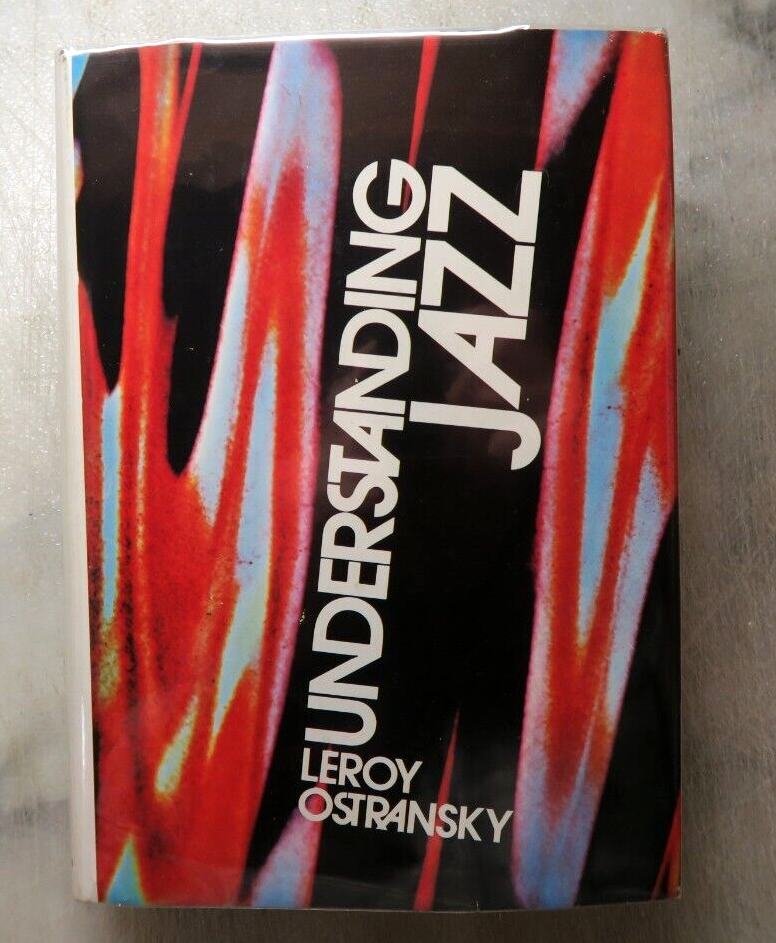 UNDERSTANDING
JAZZ
LEROY
OSTRANSKY